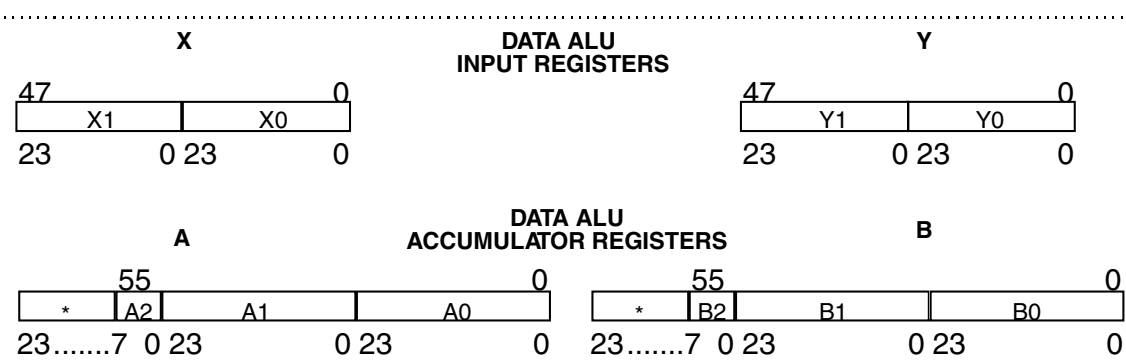 X DATA ALU Y
INPUT REGISTERS
47 0 47 0
X1 X0 Y1 Y0
23 0 23 0 23 0 23 0
DATA ALU
A ACCUMULATOR REGISTERS B
55 0 55 0
* A2 A1 A0 * B2 B1 B0
23.......7 0 23 0 23 0 23.......7 0 23 0 23 0